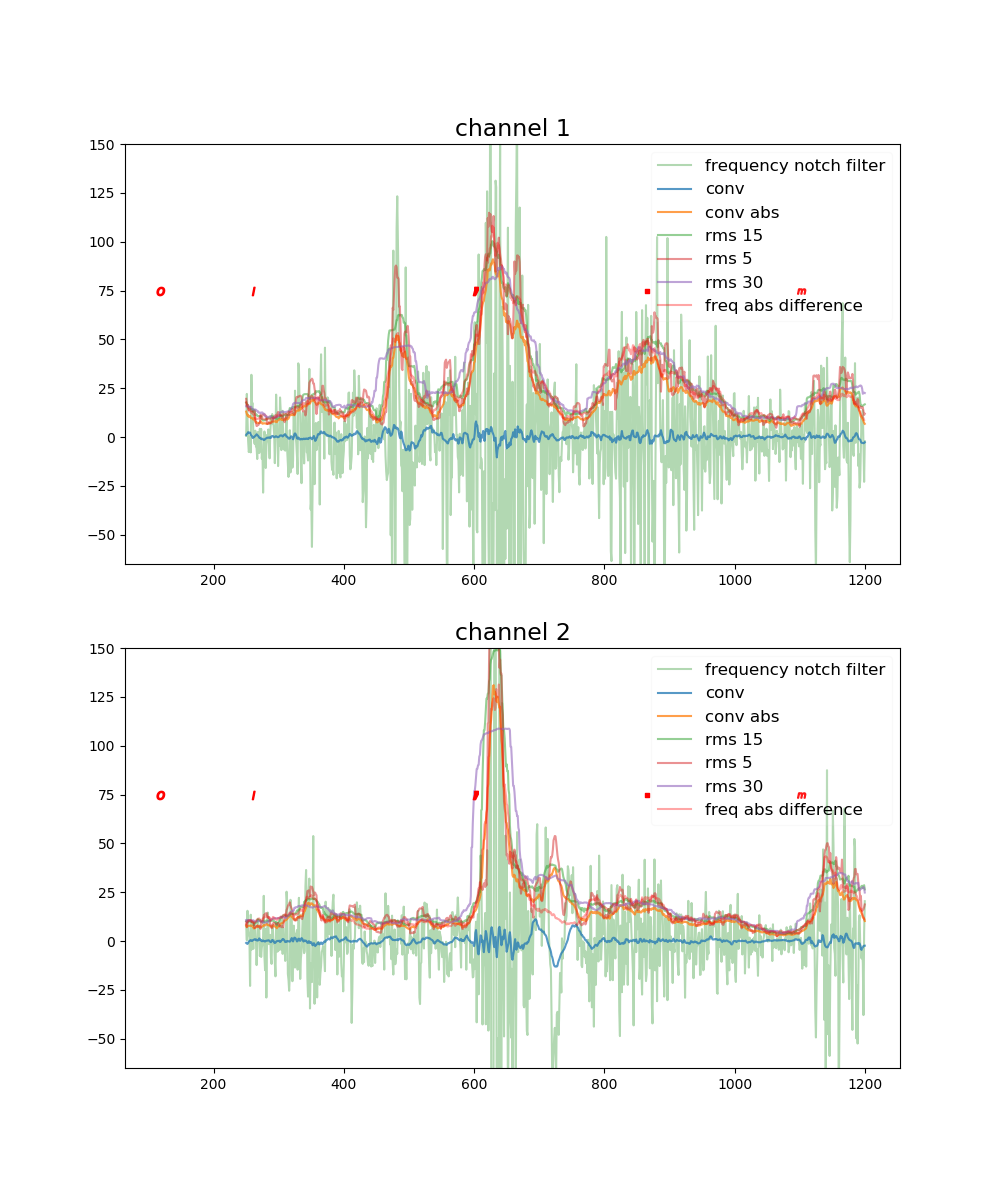 channel 1
150
125
100
75
50
25
0
−25
−50
frequency notch filter
conv
conv abs
rms 15
rms 5
rms 30
freq abs difference
o l , . m
200 400 600 800 1000 1200
channel 2
150
125
100
75
50
25
0
−25
−50
frequency notch filter
conv
conv abs
rms 15
rms 5
rms 30
freq abs difference
o l , . m
200 400 600 800 1000 1200